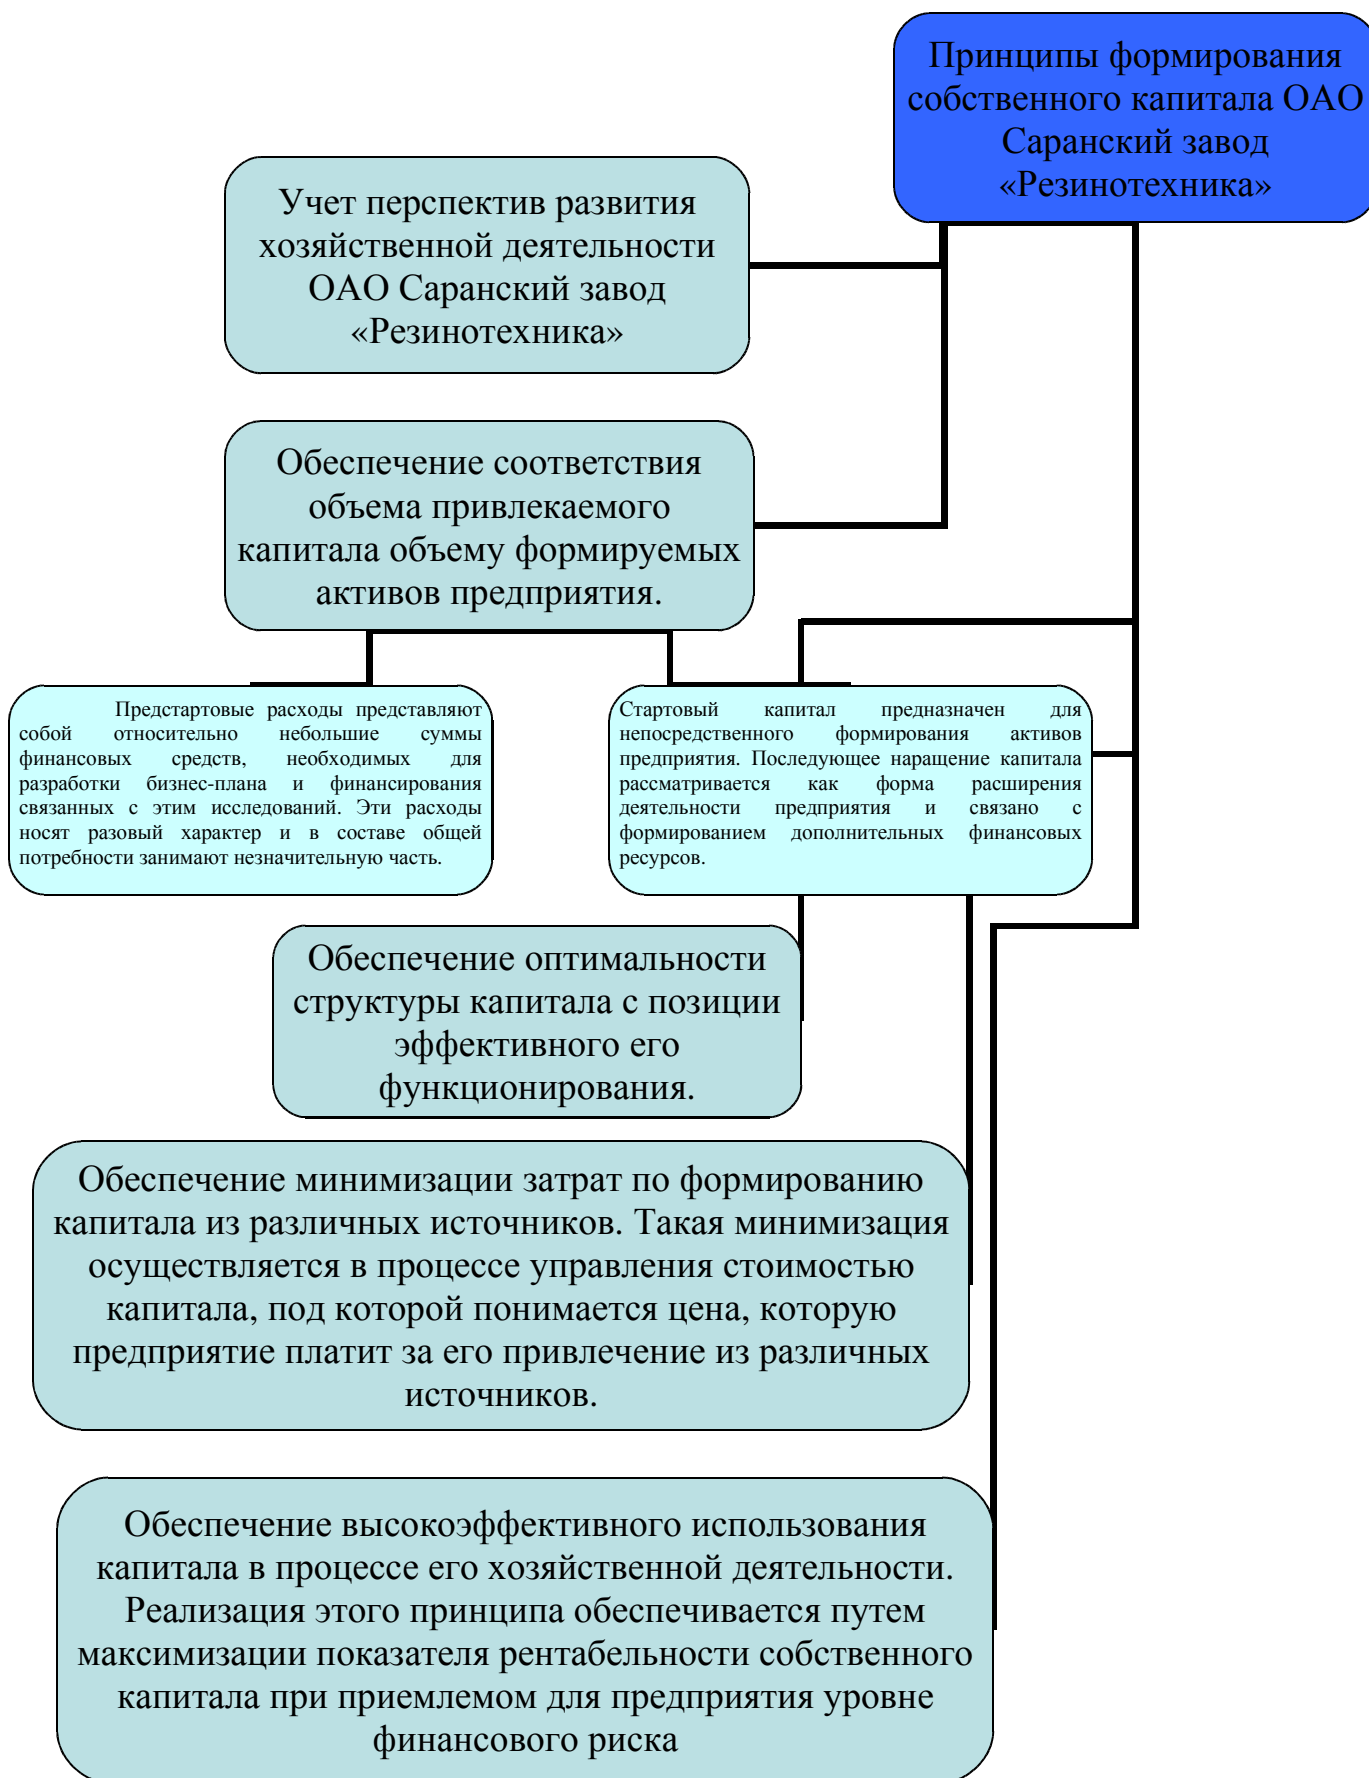 Принципы формирования
собственного капитала ОАО
Саранский завод
«Резинотехника»
Учет перспектив развития
хозяйственной деятельности
ОАО Саранский завод
«Резинотехника»
Обеспечение соответствия
объема привлекаемого
капитала объему формируемых
активов предприятия.
Предстартовые расходы представляют
собой относительно небольшие суммы
финансовых средств, необходимых для
разработки бизнес-плана и финансирования
связанных с этим исследований. Эти расходы
носят разовый характер и в составе общей
потребности занимают незначительную часть.
Стартовый капитал предназначен для
непосредственного формирования активов
предприятия. Последующее наращение капитала
рассматривается как форма расширения
деятельности предприятия и связано с
формированием дополнительных финансовых
ресурсов.
Обеспечение оптимальности
структуры капитала с позиции
эффективного его
функционирования.
Обеспечение минимизации затрат по формированию
капитала из различных источников. Такая минимизация
осуществляется в процессе управления стоимостью
капитала, под которой понимается цена, которую
предприятие платит за его привлечение из различных
источников.
Обеспечение высокоэффективного использования
капитала в процессе его хозяйственной деятельности.
Реализация этого принципа обеспечивается путем
максимизации показателя рентабельности собственного
капитала при приемлемом для предприятия уровне
финансового риска